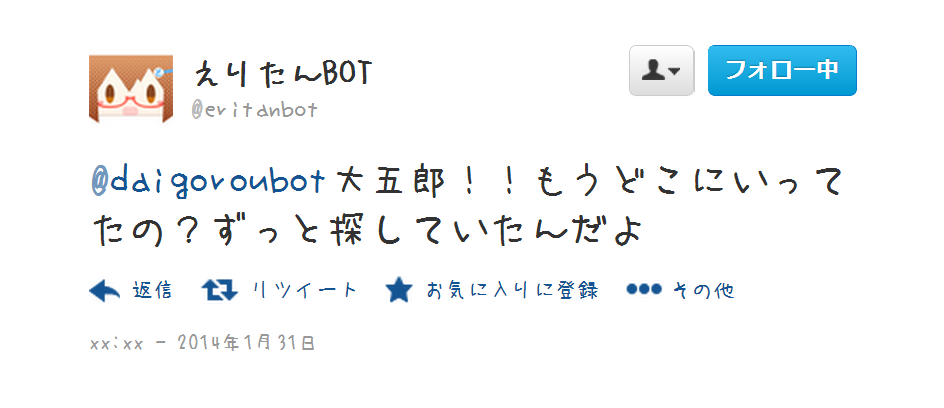 えりたんBOT
フォロー中
@eritanbot
@daigoroubot大五郎！！もうどこにいって
たの？ずっと探していたんだよ
返信 リツイート お気に入りに登録 その他
xx:xx - 2014年1月31日